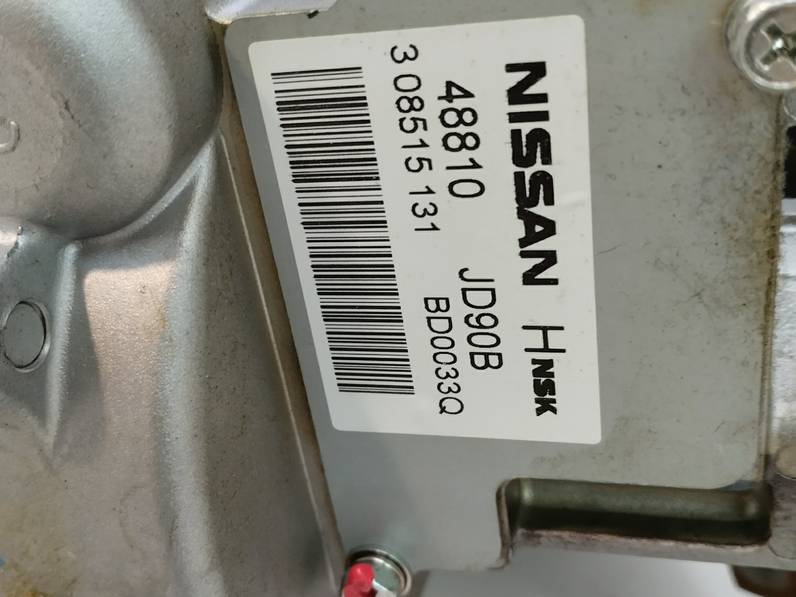 NISSAN H NSK
48810 JD90B
3 08515 131 BD0033Q